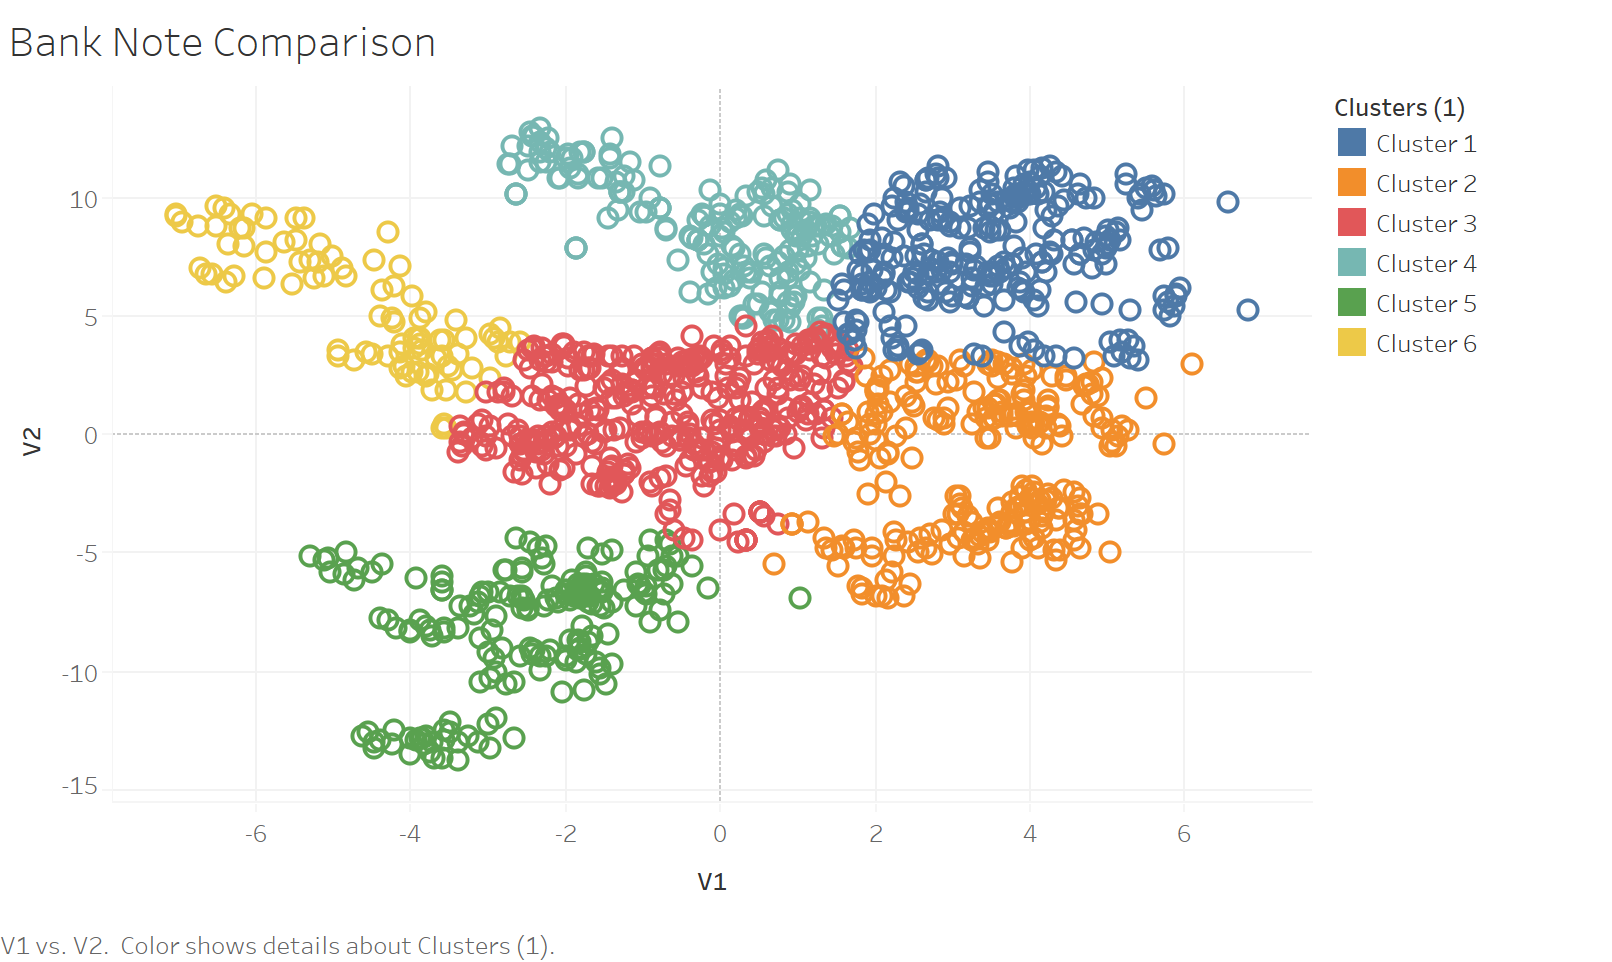 Bank Note Comparison
Clusters (1)
Cluster 1
Cluster 2
Cluster 3
Cluster 4
Cluster 5
Cluster 6
10
5
0
-5
-10
-15
V2
-6 -4 -2 0 2 4 6
V1
V1 vs. V2. Color shows details about Clusters (1).